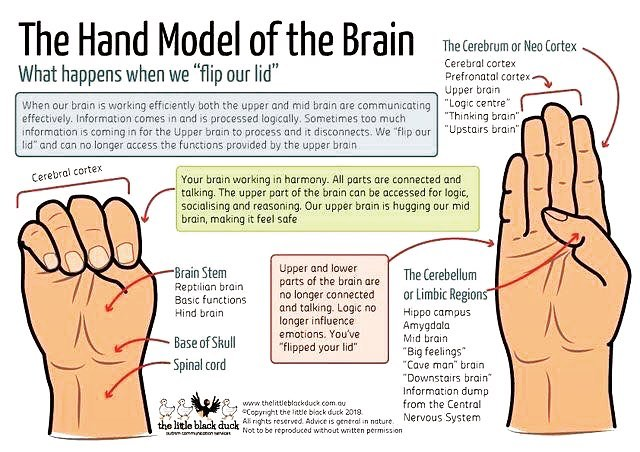 The Hand Model of the Brain
What happens when we "flip our lid"
When our brain is working efficiently both the upper and mid brain are communicating
effectively. Information comes in and is processed logically. Sometimes too much
information is coming in for the Upper brain to process and it disconnects. We "flip our
lid" and can no longer access the functions provided by the upper brain
The Cerebrum or Neo Cortex
Cerebral cortex
Prefronatal cortex
Upper brain
"Logic centre"
"Thinking brain"
"Upstairs brain"
Cerebral cortex
Your brain working in harmony. All parts are connected and
talking. The upper part of the brain can be accessed for logic,
socialising and reasoning. Our upper brain is hugging our mid
brain, making it feel safe
Brain Stem
Reptilian brain
Basic functions
Hind brain
Base of Skull
Spinal cord
Upper and lower
parts of the brain
are no longer connected
and talking. Logic no
longer influence
emotions. You've
"flipped your lid"
The Cerebellum
or Limbic Regions
Hippo campus
Amygdala
Mid brain
"Big feelings"
"Cave man" brain
"Downstairs brain"
Information dump
from the Central
Nervous System
the little black duck
autism communication services
www.thelittleblackduck.com.au
©Copyright the little black duck 2018.
All rights reserved. Advice is general in nature.
Not to be reproduced without written permission